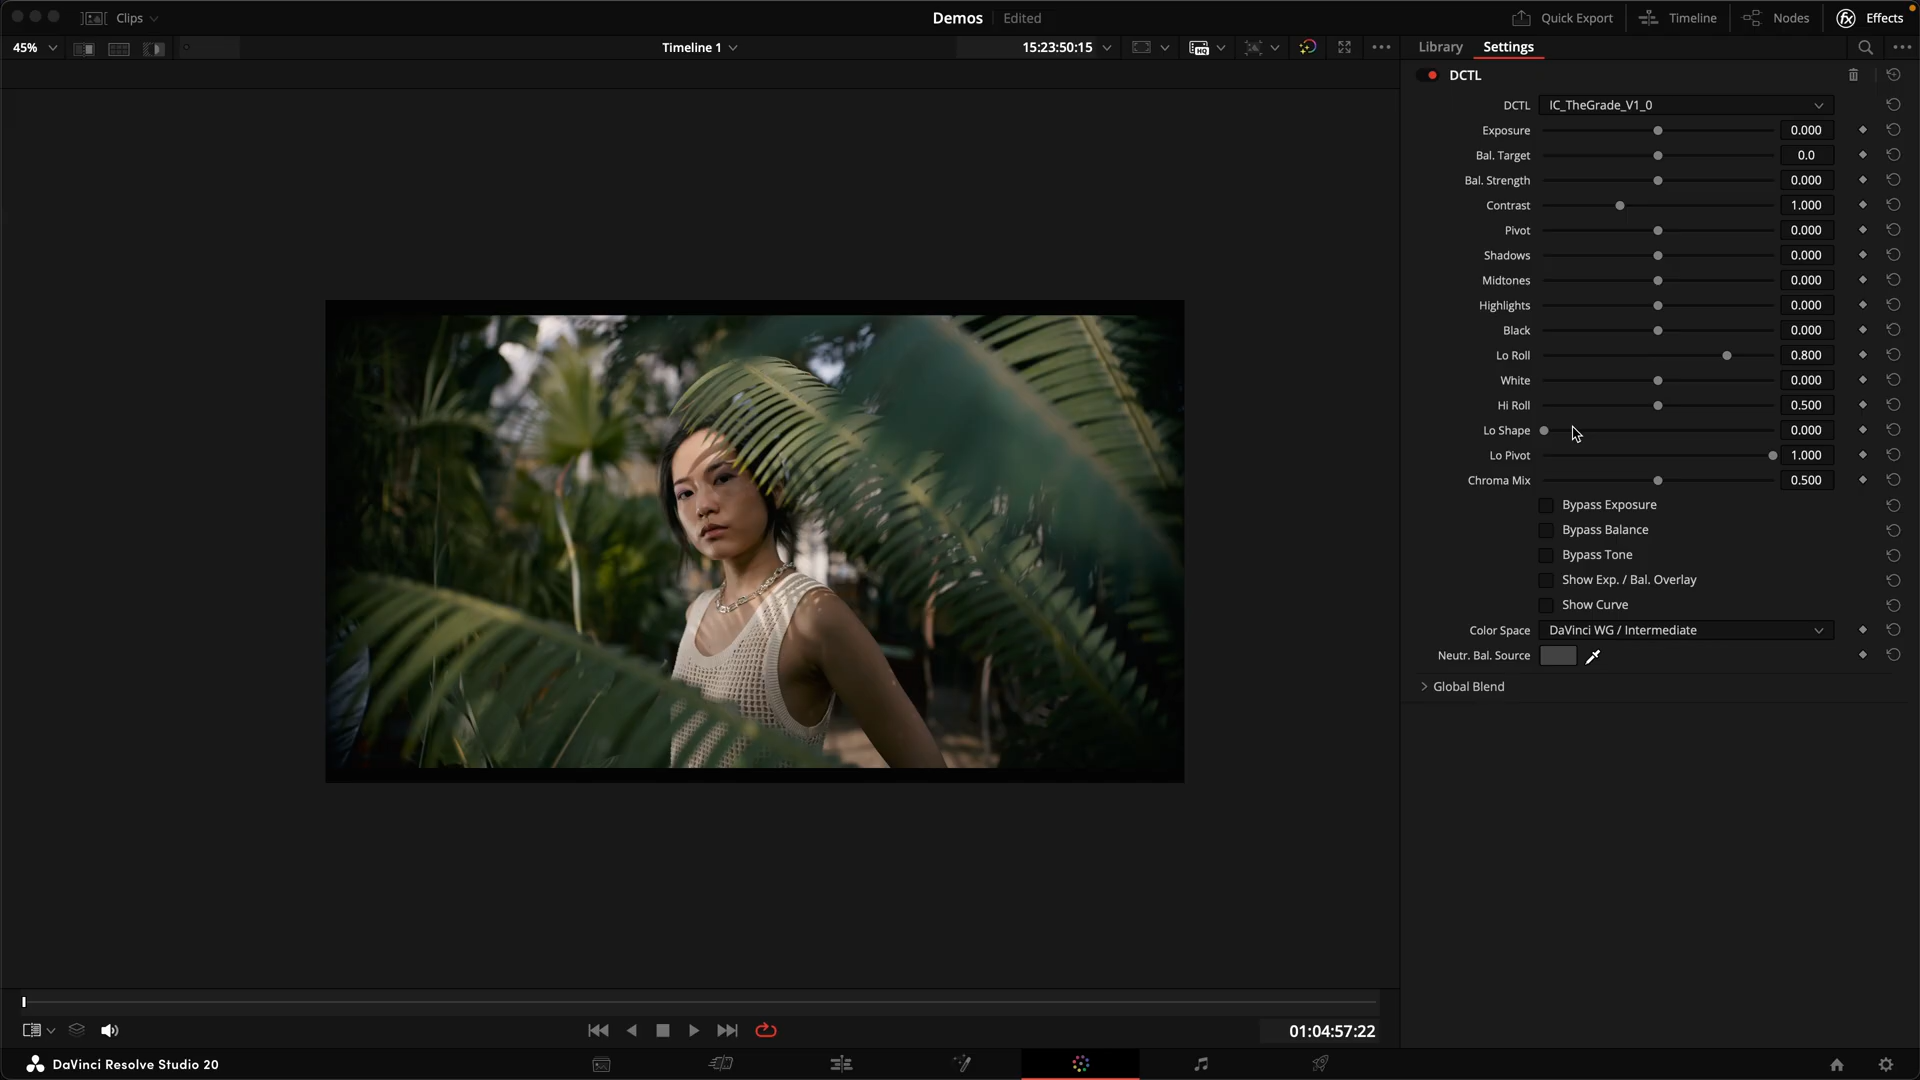 Clips
Demos
Edited
Quick Export
Timeline
Nodes
Effects
45%
Timeline 1
15:23:50:15
HQ
Library
Settings
DCTL
DCTL
IC_TheGrade_V1_0
Exposure
0.000
Bal. Target
0.0
Bal. Strength
0.000
Contrast
1.000
Pivot
0.000
Shadows
0.000
Midtones
0.000
Highlights
0.000
Black
0.000
Lo Roll
0.800
White
0.000
Hi Roll
0.500
Lo Shape
0.000
Lo Pivot
1.000
Chroma Mix
0.500
Bypass Exposure
Bypass Balance
Bypass Tone
Show Exp. / Bal. Overlay
Show Curve
Color Space
DaVinci WG / Intermediate
Neutr. Bal. Source
Global Blend
01:04:57:22
DaVinci Resolve Studio 20